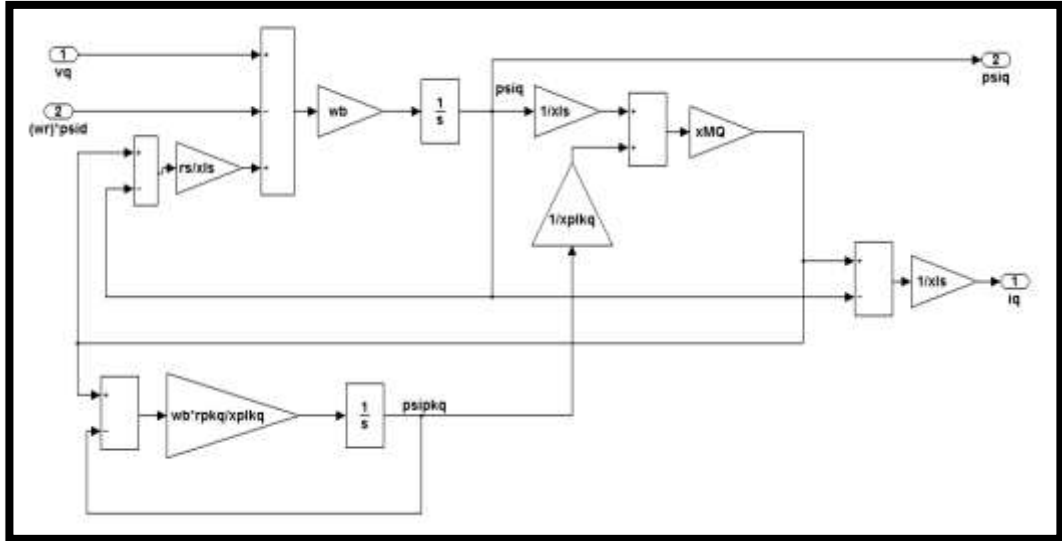 1
vq
2
(wr)*psid
+
-
+
+
-
rs/xls
wb
1
s
psiq
1/xls
+
+
xMQ
1/xplkq
2
psiq
+
-
1/xls
1
iq
+
-
wb*rpkq/xplkq
1
s
psipkq